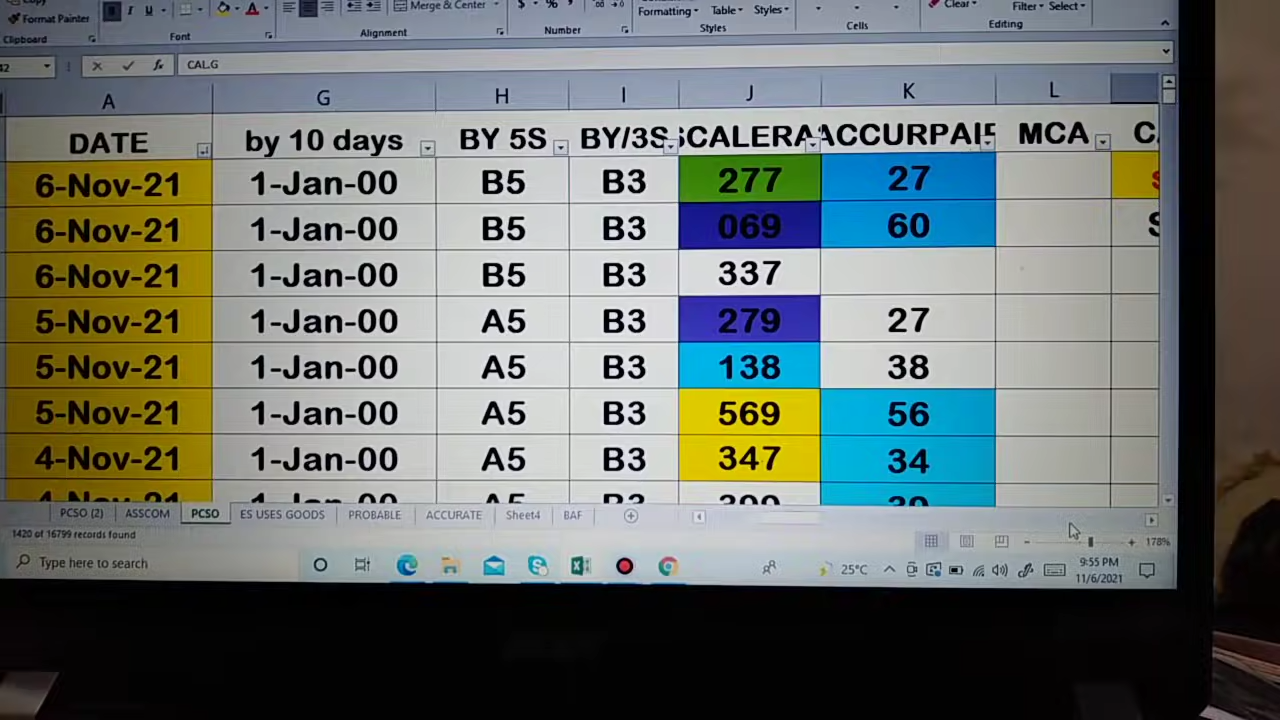 Format Painter
B I U
A
Merge & Center
$ %
Formatting Table Styles
Clear
Filter Select
Clipboard Font Alignment Number Styles Cells Editing
fx CAL.G
A G H I J K L
DATE by 10 days BY 5S BY/3S SCALERA ACCURPAI5 MCA
6-Nov-21 1-Jan-00 B5 B3 277 27
6-Nov-21 1-Jan-00 B5 B3 069 60
6-Nov-21 1-Jan-00 B5 B3 337
5-Nov-21 1-Jan-00 A5 B3 279 27
5-Nov-21 1-Jan-00 A5 B3 138 38
5-Nov-21 1-Jan-00 A5 B3 569 56
4-Nov-21 1-Jan-00 A5 B3 347 34
PCSO (2) ASSCOM PCSO ES USES GOODS PROBABLE ACCURATE Sheet4 BAF
1420 of 16799 records found 178%
Type here to search 25°C 9:55 PM
11/6/2021